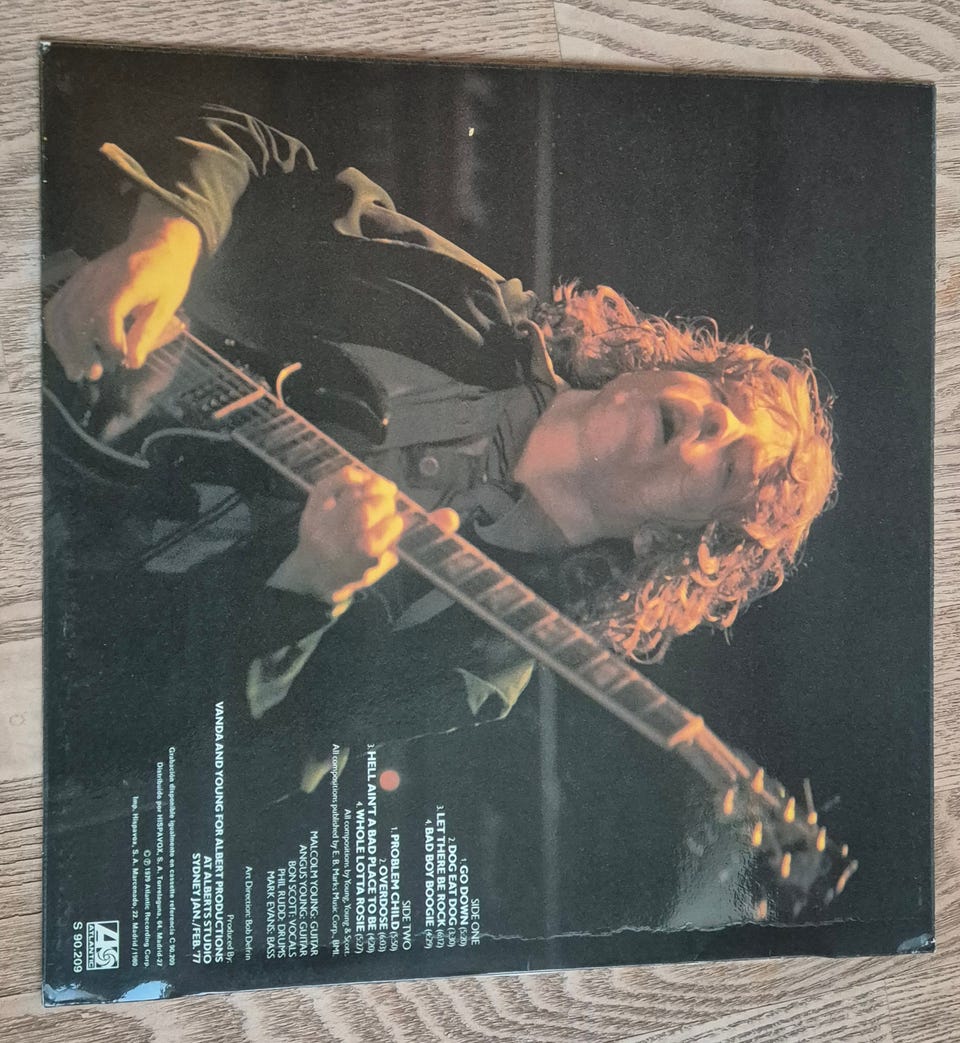 SIDE ONE
1. GO DOWN (5:20)
2. DOG EAT DOG (3:30)
3. LET THERE BE ROCK (6:02)
4. BAD BOY BOOGIE (4:29)
SIDE TWO
1. PROBLEM CHILD (5:50)
2. OVERDOSE (6:03)
3. HELL AIN'T A BAD PLACE TO BE (4:20)
4. WHOLE LOTTA ROSIE (5:27)
All compositions by Young, Young & Scott
All compositions published by E. B. Marks Music Corp., BMI.
MALCOLM YOUNG: GUITAR
ANGUS YOUNG: GUITAR
BON SCOTT: VOCALS
PHIL RUDD: DRUMS
MARK EVANS: BASS
Art Direction: Bob Defrin
Produced By:
VANDA AND YOUNG FOR ALBERT PRODUCTIONS
AT ALBERTS STUDIO
SYDNEY JAN./FEB. '77
Grabación disponible igualmente en cassette referencia C 90.209
Distribuido por HISPAVOX, S. A. Torrelaguna, 64. Madrid-27
© ℗ 1979 Atlantic Recording Corp.
Imp. Hispavox, S. A. Marcenado, 22. Madrid / 1980
ATLANTIC
S 90.209